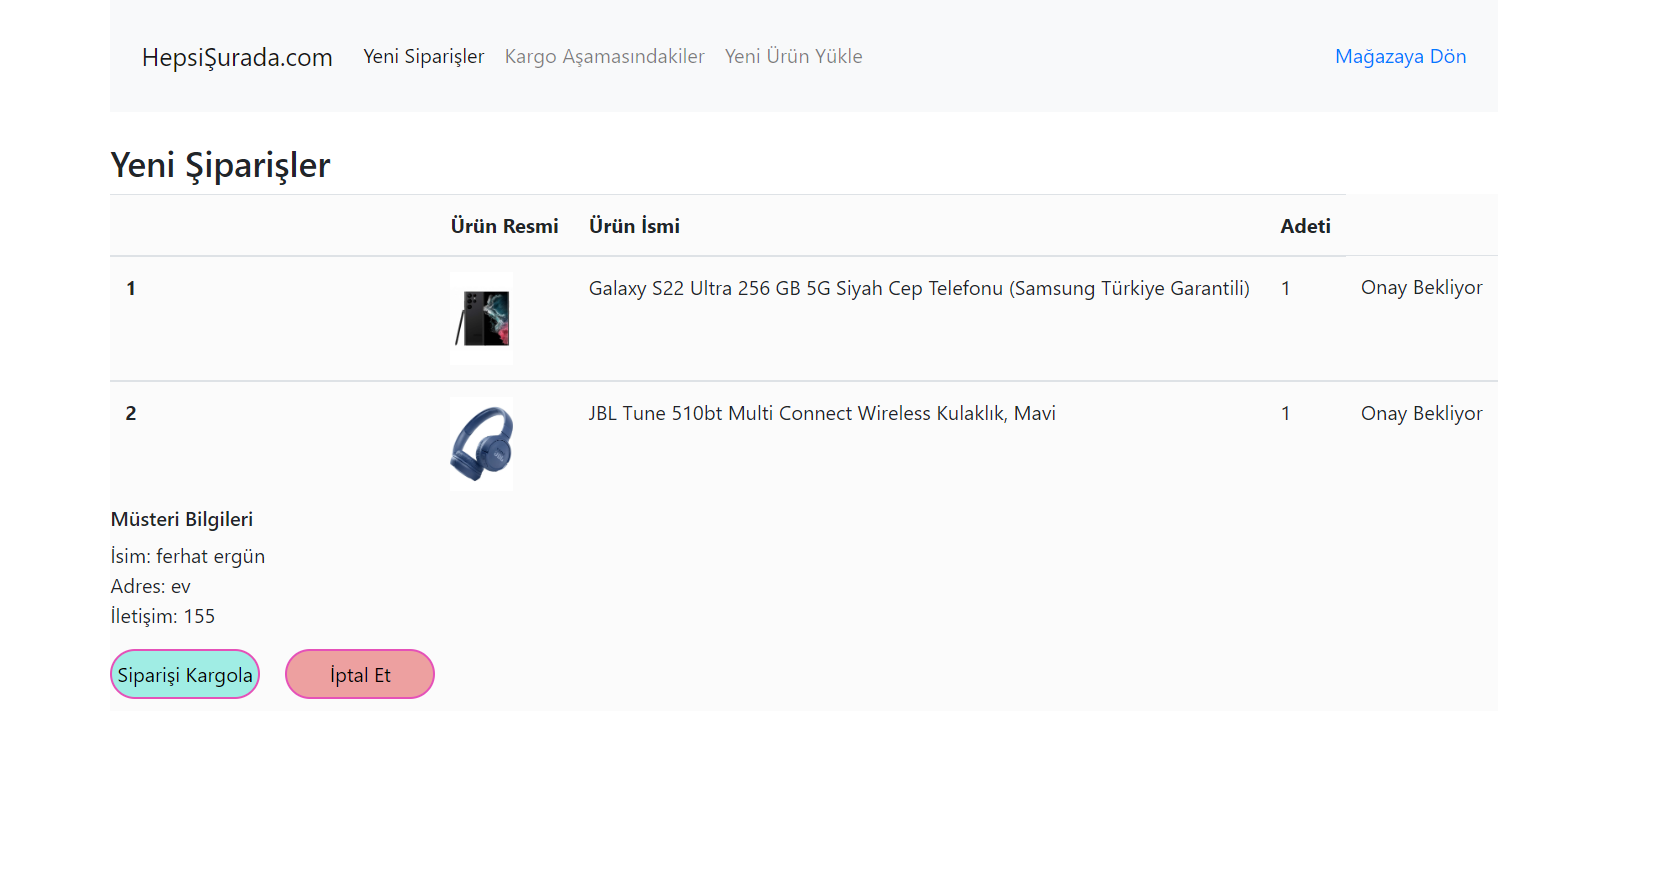 HepsiŞurada.com Yeni Siparişler Kargo Aşamasındakiler Yeni Ürün Yükle Mağazaya Dön
Yeni Şiparişler
Ürün Resmi Ürün İsmi Adeti
1 Galaxy S22 Ultra 256 GB 5G Siyah Cep Telefonu (Samsung Türkiye Garantili) 1 Onay Bekliyor
2 JBL Tune 510bt Multi Connect Wireless Kulaklık, Mavi 1 Onay Bekliyor
Müsteri Bilgileri
İsim: ferhat ergün
Adres: ev
İletişim: 155
Siparişi Kargola İptal Et